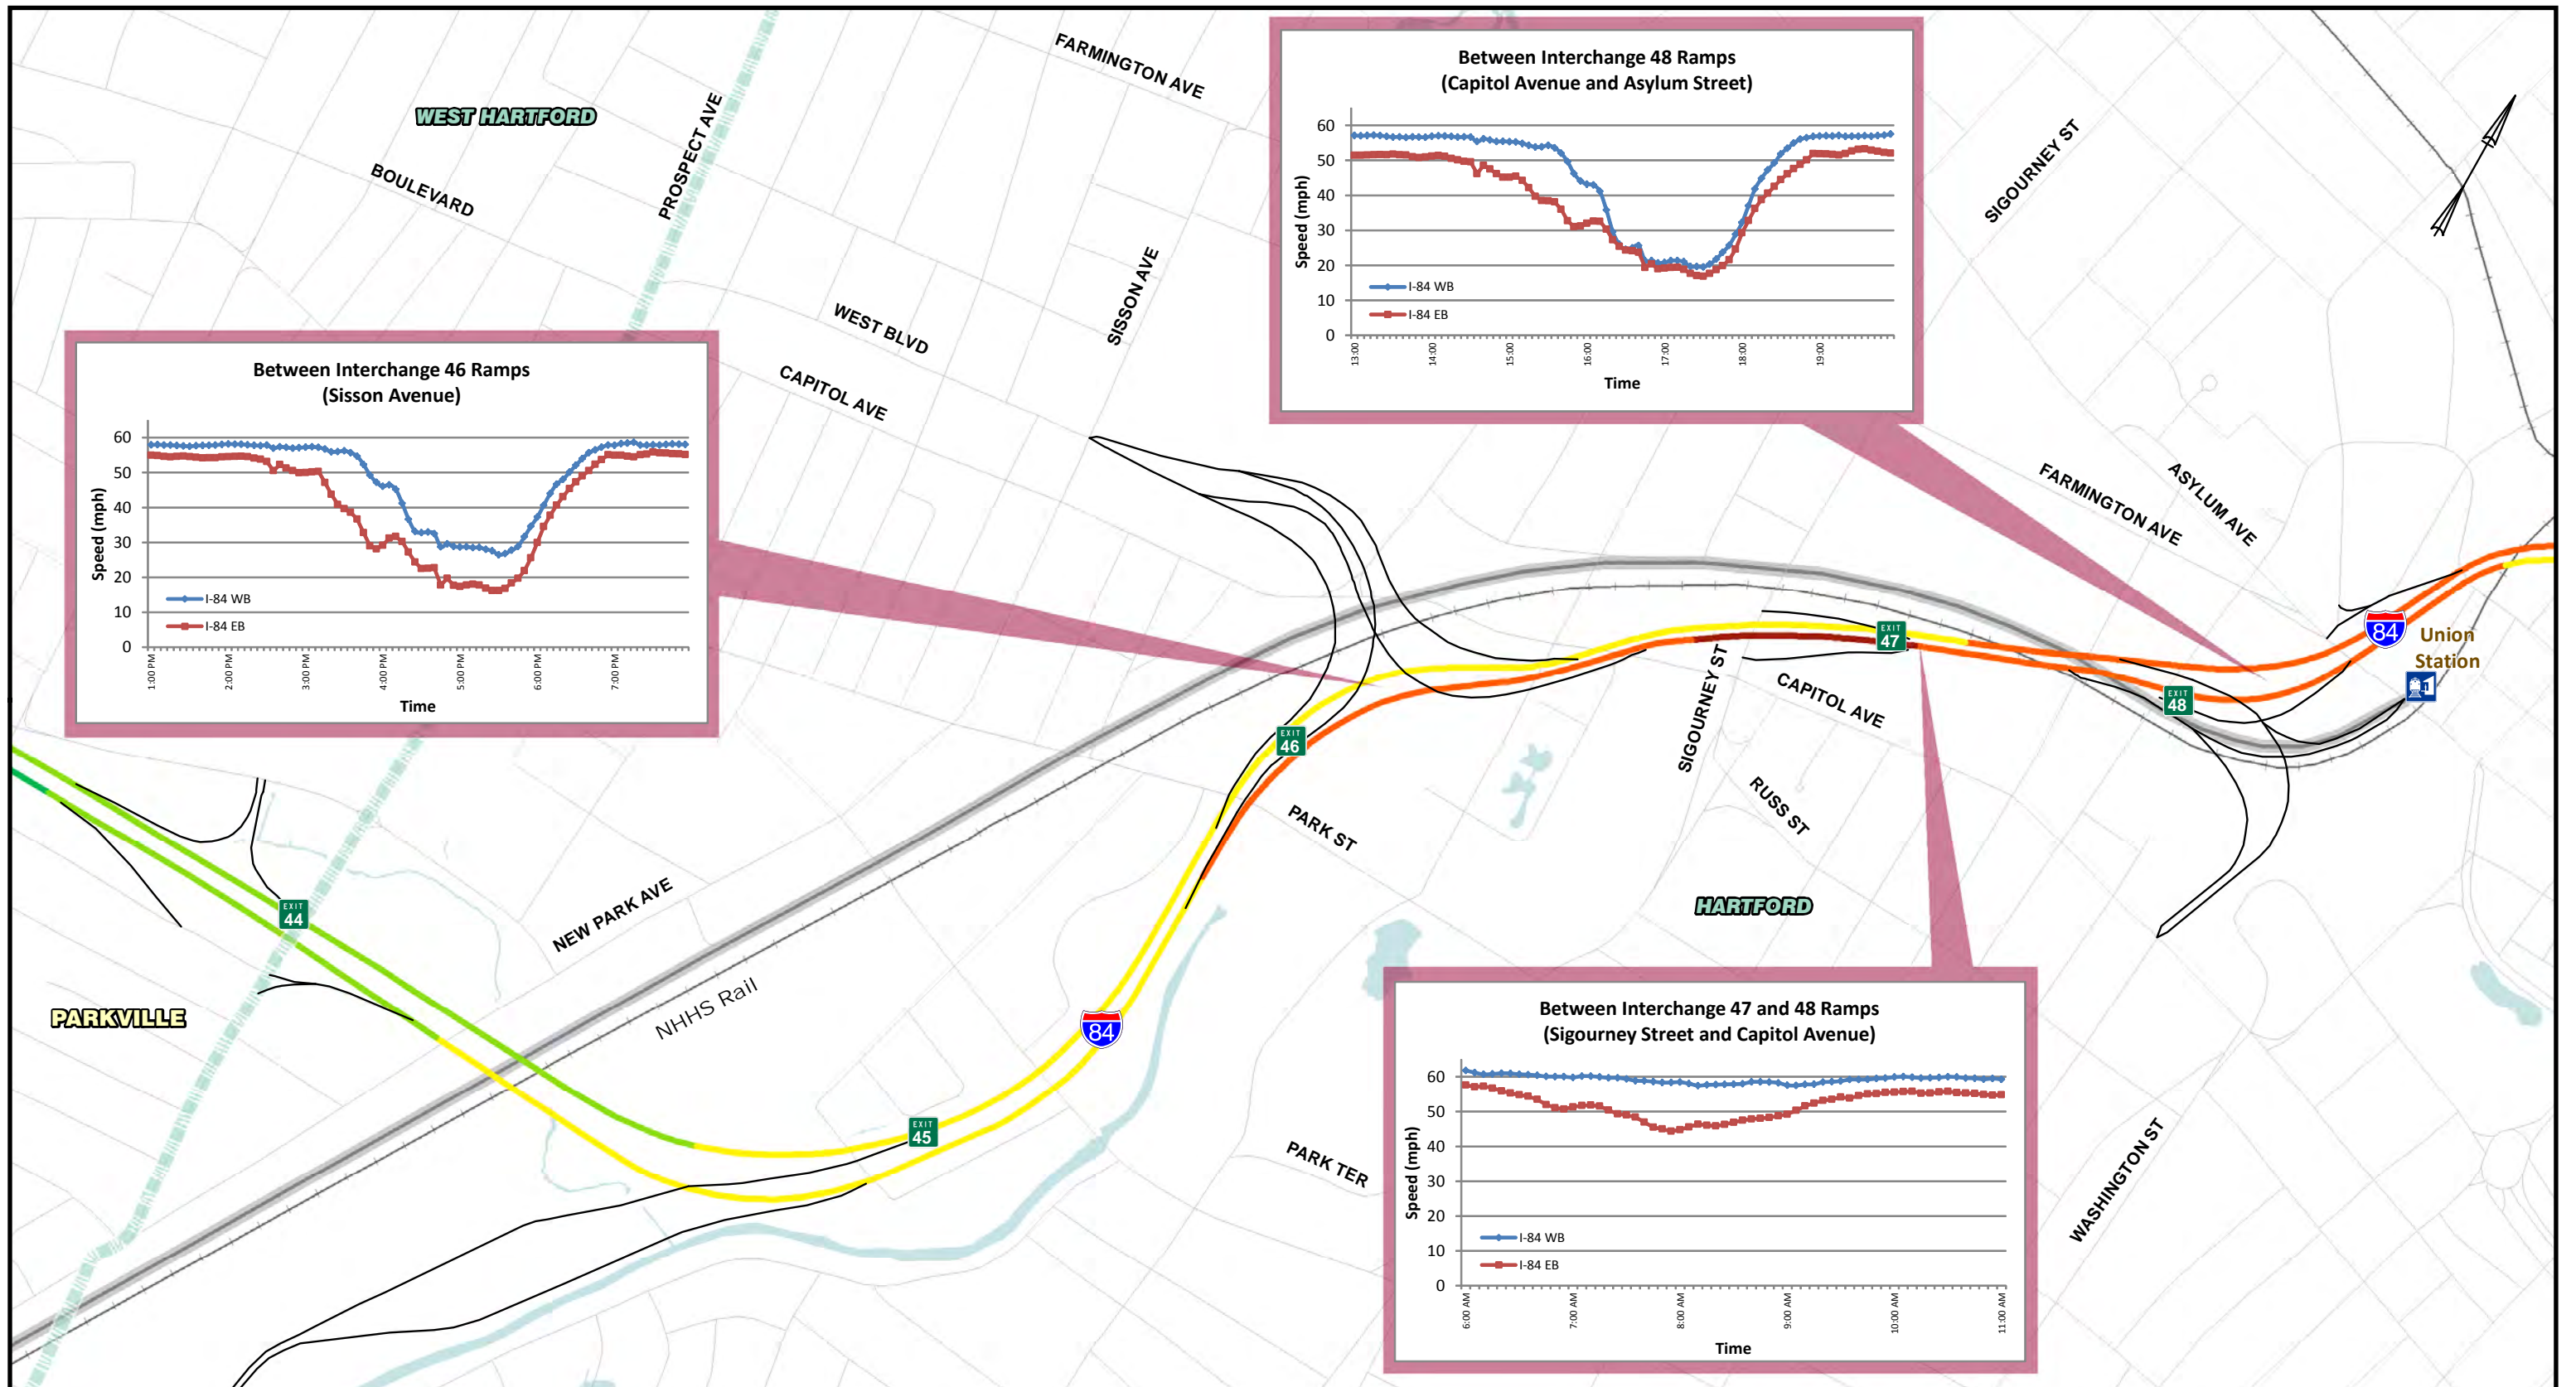 FARMINGTON AVE
WEST HARTFORD
PROSPECT AVE
BOULEVARD
SISSON AVE
WEST BLVD
CAPITOL AVE
SIGOURNEY ST
Between Interchange 48 Ramps
(Capitol Avenue and Asylum Street)
60
50
40
30
20
10
0
Speed (mph)
I-84 WB
I-84 EB
13:00
14:00
15:00
16:00
17:00
18:00
19:00
Time
Between Interchange 46 Ramps
(Sisson Avenue)
60
50
40
30
20
10
0
Speed (mph)
I-84 WB
I-84 EB
1:00 PM
2:00 PM
3:00 PM
4:00 PM
5:00 PM
6:00 PM
7:00 PM
Time
FARMINGTON AVE
ASYLUM AVE
84
Union
Station
EXIT
47
EXIT
48
SIGOURNEY ST
CAPITOL AVE
EXIT
46
PARK ST
RUSS ST
EXIT
44
NEW PARK AVE
HARTFORD
PARKVILLE
NHHS Rail
84
EXIT
45
PARK TER
WASHINGTON ST
Between Interchange 47 and 48 Ramps
(Sigourney Street and Capitol Avenue)
60
50
40
30
20
10
0
Speed (mph)
I-84 WB
I-84 EB
6:00 AM
7:00 AM
8:00 AM
9:00 AM
10:00 AM
11:00 AM
Time